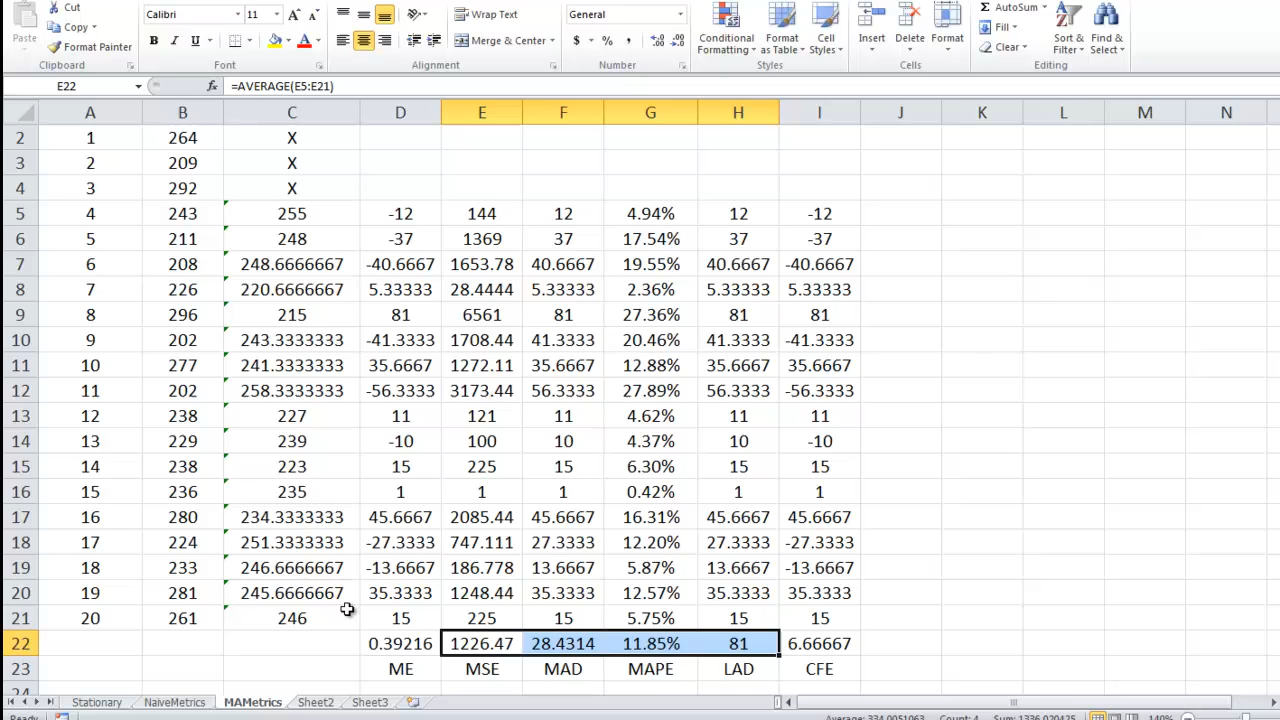 Cut
Copy
Format Painter
Paste
Clipboard
Calibri 11
B I U
Font
Wrap Text
Merge & Center
Alignment
General
$ % ,
Number
Conditional Formatting
Format as Table
Cell Styles
Styles
Insert Delete Format
Cells
AutoSum
Fill
Clear
Sort & Filter
Find & Select
Editing
E22 fx =AVERAGE(E5:E21)
A B C D E F G H I J K L M N
2 1 264 X
3 2 209 X
4 3 292 X
5 4 243 255 -12 144 12 4.94% 12 -12
6 5 211 248 -37 1369 37 17.54% 37 -37
7 6 208 248.6666667 -40.6667 1653.78 40.6667 19.55% 40.6667 -40.6667
8 7 226 220.6666667 5.33333 28.4444 5.33333 2.36% 5.33333 5.33333
9 8 296 215 81 6561 81 27.36% 81 81
10 9 202 243.3333333 -41.3333 1708.44 41.3333 20.46% 41.3333 -41.3333
11 10 277 241.3333333 35.6667 1272.11 35.6667 12.88% 35.6667 35.6667
12 11 202 258.3333333 -56.3333 3173.44 56.3333 27.89% 56.3333 -56.3333
13 12 238 227 11 121 11 4.62% 11 11
14 13 229 239 -10 100 10 4.37% 10 -10
15 14 238 223 15 225 15 6.30% 15 15
16 15 236 235 1 1 1 0.42% 1 1
17 16 280 234.3333333 45.6667 2085.44 45.6667 16.31% 45.6667 45.6667
18 17 224 251.3333333 -27.3333 747.111 27.3333 12.20% 27.3333 -27.3333
19 18 233 246.6666667 -13.6667 186.778 13.6667 5.87% 13.6667 -13.6667
20 19 281 245.6666667 35.3333 1248.44 35.3333 12.57% 35.3333 35.3333
21 20 261 246 15 225 15 5.75% 15 15
22 0.39216 1226.47 28.4314 11.85% 81 6.66667
23 ME MSE MAD MAPE LAD CFE
24
Stationary NaiveMetrics MAMetrics Sheet2 Sheet3
Ready Average: 334.0051063 Count: 4 Sum: 1336.020425 140%